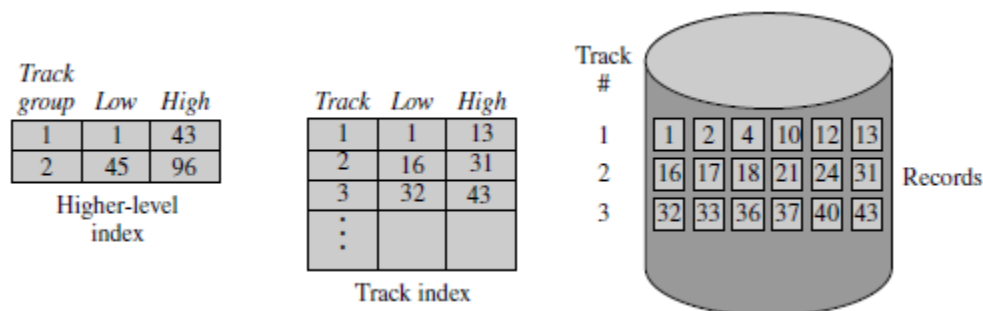 Track
group Low High
1 1 43
2 45 96
Higher-level
index
Track Low High
1 1 13
2 16 31
3 32 43
⋮
Track index
Track
#
1 1 2 4 10 12 13
2 16 17 18 21 24 31
3 32 33 36 37 40 43
Records